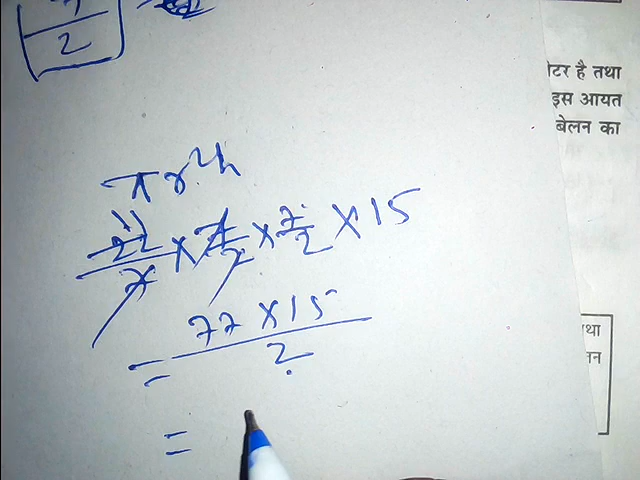 2
टर है तथा
इस आयत
बेलन का
πr²h
22/7 × 7/2 × 7/2 × 15
= 77 × 15 / 2
=
था